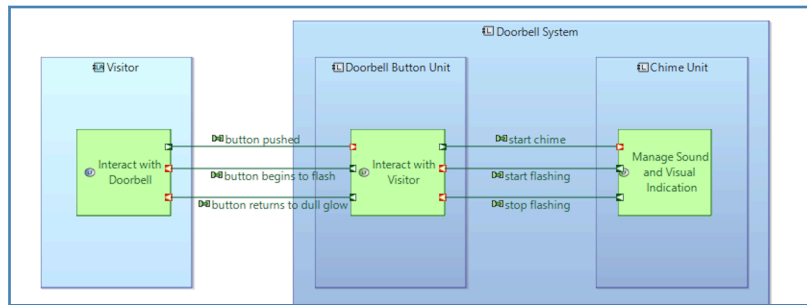 Doorbell System
Visitor
Doorbell Button Unit
Chime Unit
button pushed
start chime
Interact with
Doorbell
Interact with
Visitor
Manage Sound
and Visual
Indication
button begins to flash
start flashing
button returns to dull glow
stop flashing